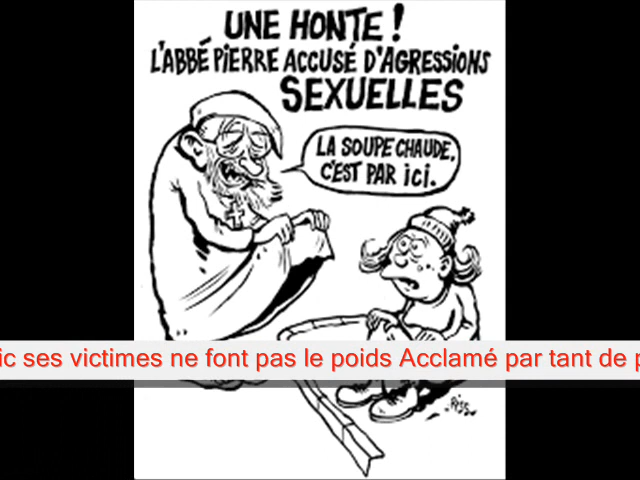 UNE HONTE !
L'ABBÉ PIERRE ACCUSÉ D'AGRESSIONS
SEXUELLES
LA SOUPE CHAUDE,
C'EST PAR ici.
ic ses victimes ne font pas le poids Acclamé par tant de p
Riss